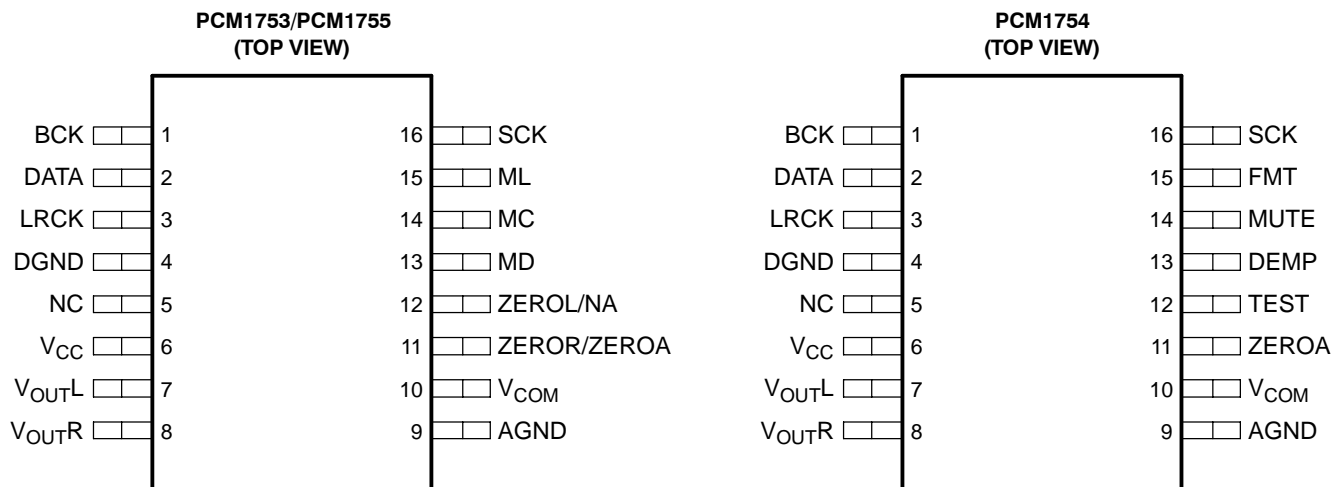 PCM1753/PCM1755
(TOP VIEW)
BCK 1 16 SCK
DATA 2 15 ML
LRCK 3 14 MC
DGND 4 13 MD
NC 5 12 ZEROL/NA
VCC 6 11 ZEROR/ZEROA
VOUTL 7 10 VCOM
VOUTR 8 9 AGND
PCM1754
(TOP VIEW)
BCK 1 16 SCK
DATA 2 15 FMT
LRCK 3 14 MUTE
DGND 4 13 DEMP
NC 5 12 TEST
VCC 6 11 ZEROA
VOUTL 7 10 VCOM
VOUTR 8 9 AGND